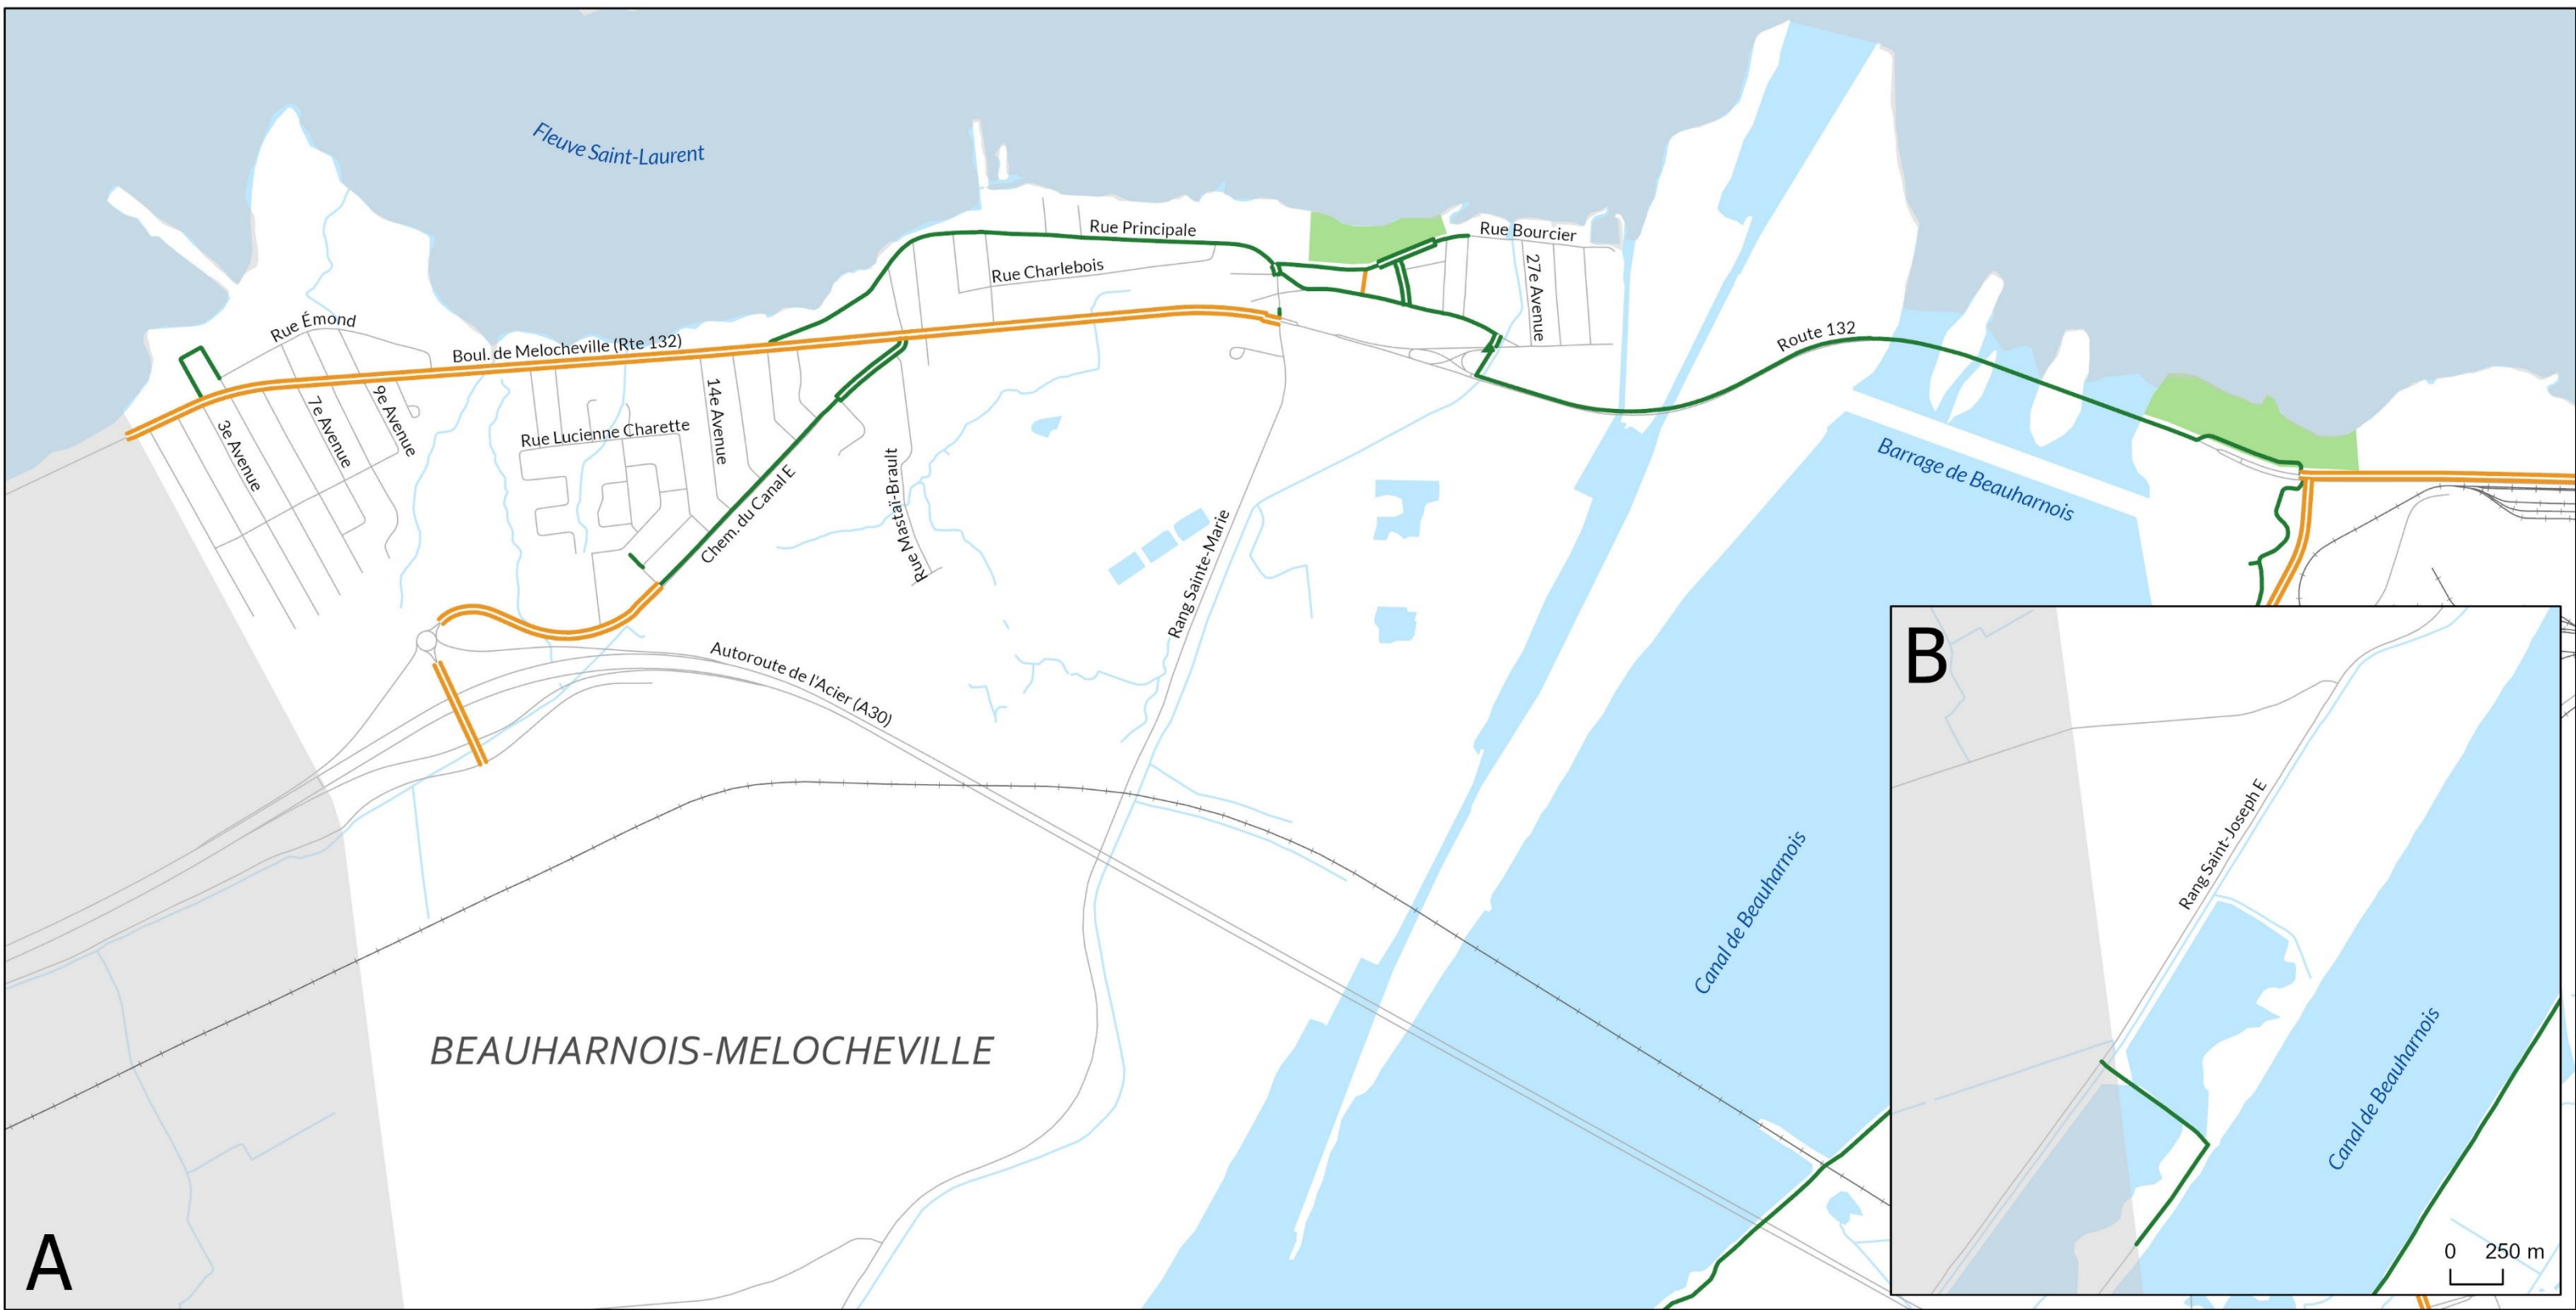 Fleuve Saint-Laurent
Rue Principale
Rue Bourcier
Rue Charlebois
27e Avenue
Rue Émond
Boul. de Melocheville (Rte 132)
Route 132
3e Avenue
7e Avenue
9e Avenue
Rue Lucienne Charette
14e Avenue
Chem. du Canal E
Rue Mastaï-Brault
Rang Sainte-Marie
Barrage de Beauharnois
Autoroute de l'Acier (A30)
Canal de Beauharnois
BEAUHARNOIS-MELOCHEVILLE
A
B
Rang Saint-Joseph E
Canal de Beauharnois
0 250 m